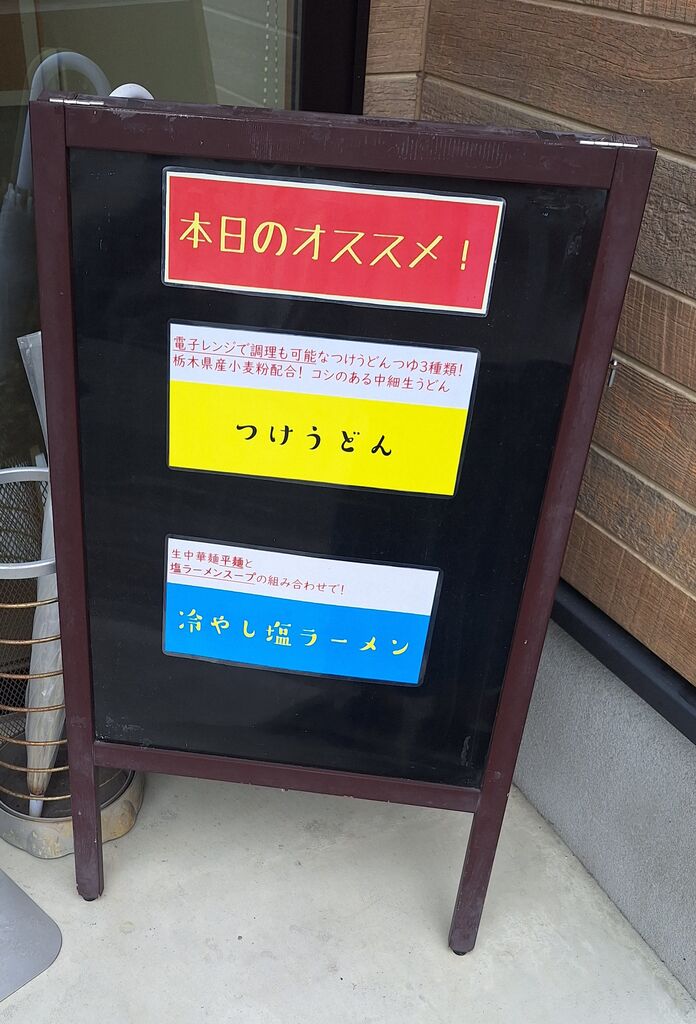 本日のオススメ!
電子レンジで調理も可能なつけうどんつゆ3種類!
栃木県産小麦粉配合! コシのある中細生うどん
つけうどん
生中華麺平麺と
塩ラーメンスープの組み合わせで!
冷やし塩ラーメン